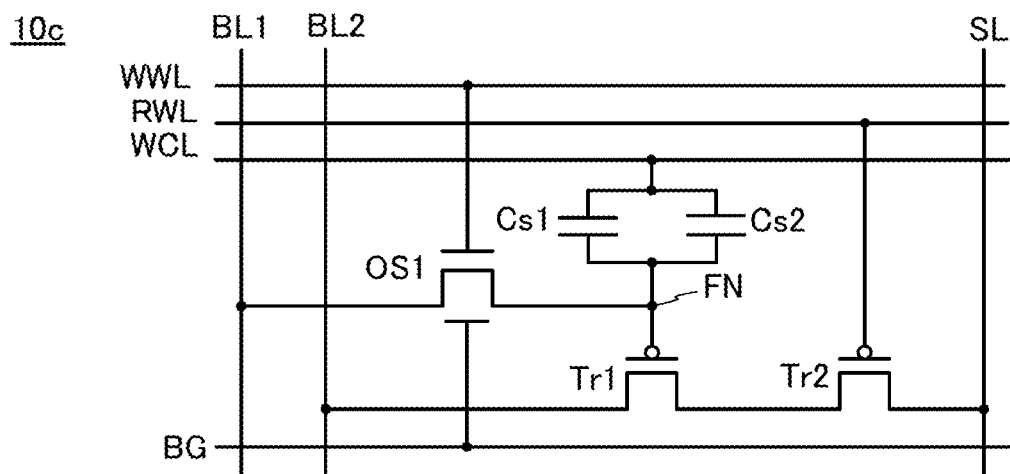 10c
BL1 BL2 SL
WWL
RWL
WCL
Cs1 Cs2
OS1
FN
Tr1 Tr2
BG